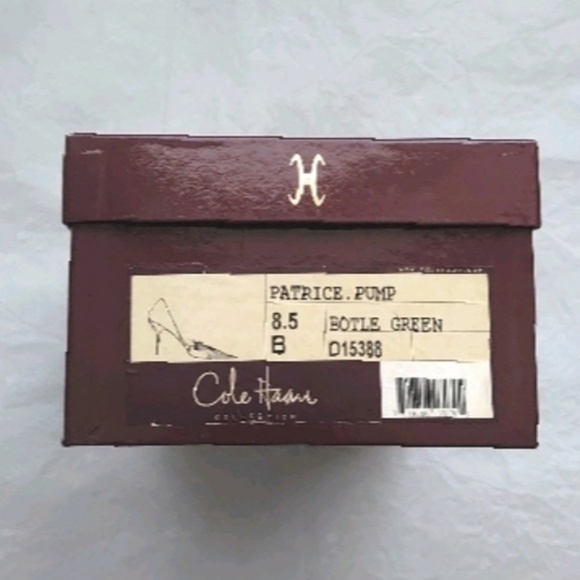 PATRICE.PUMP
8.5 BOTLE GREEN
B D15388
Cole Haan
COLLECTION